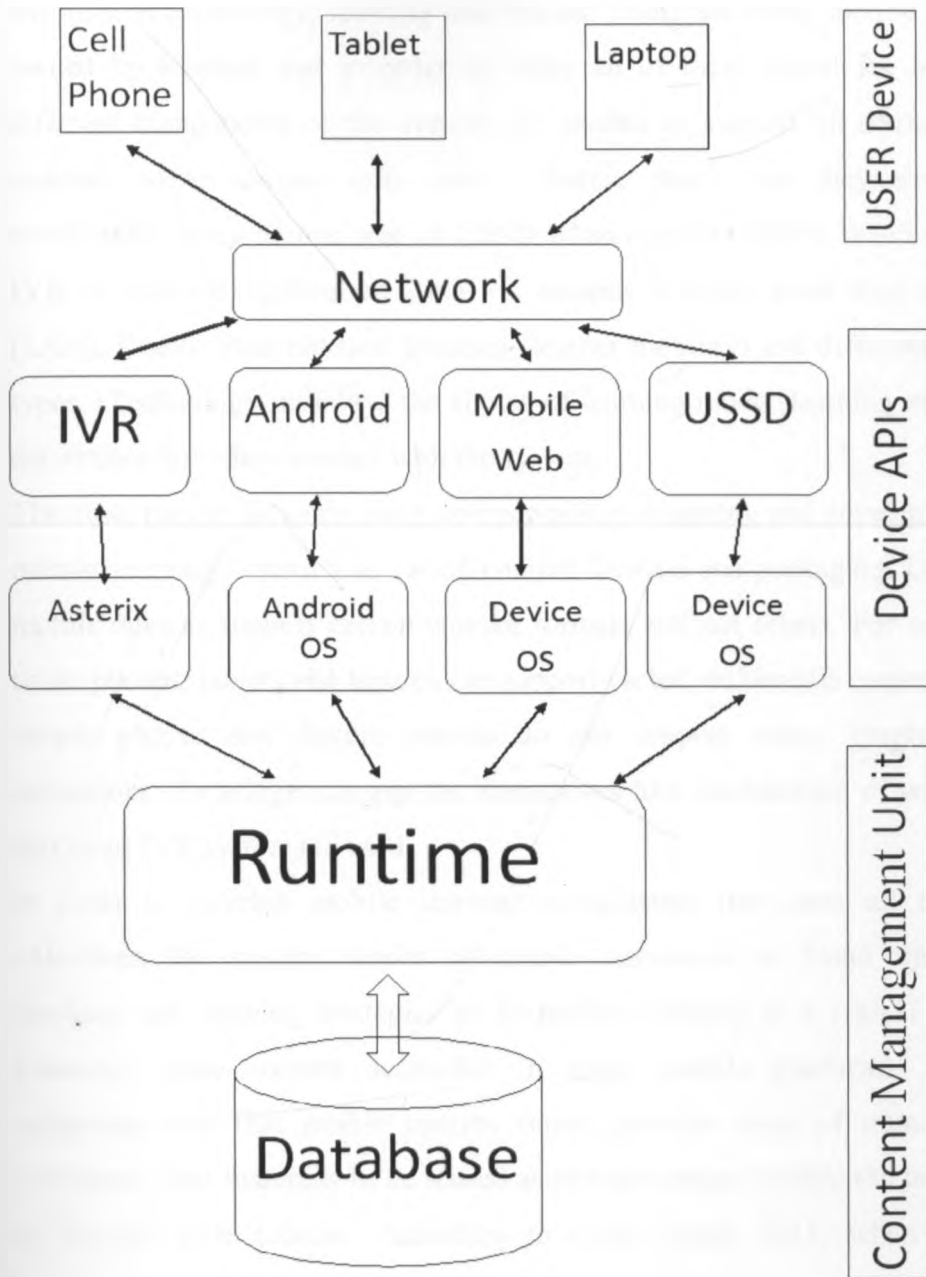 Cell
Phone
Tablet
Laptop
USER Device
Network
IVR
Android
Mobile
Web
USSD
Device APIs
Asterix
Android
OS
Device
OS
Device
OS
Runtime
Content Management Unit
Database